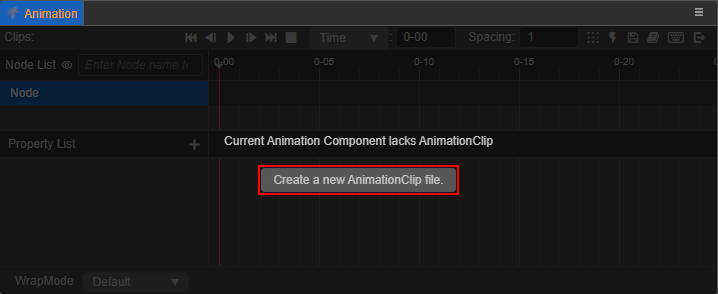 Animation
Clips: Time : 0-00 Spacing: 1
Node List Enter Node name to 0-00 0-05 0-10 0-15 0-20
Node
Property List Current Animation Component lacks AnimationClip
Create a new AnimationClip file.
WrapMode Default